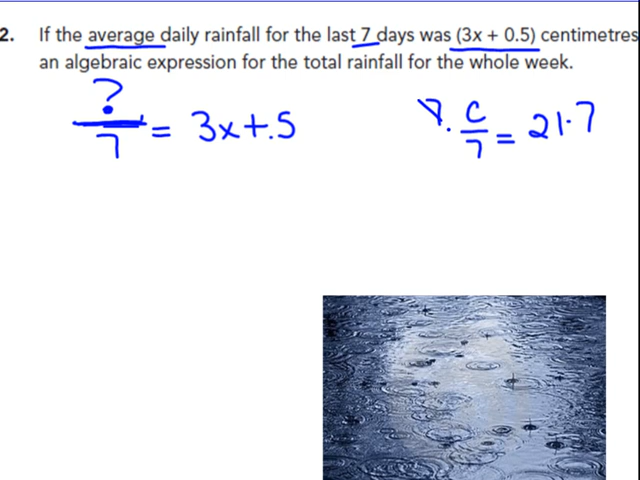 2. If the average daily rainfall for the last 7 days was (3x + 0.5) centimetres
an algebraic expression for the total rainfall for the whole week.
?/7 = 3x+.5
7. C/7 = 21.7